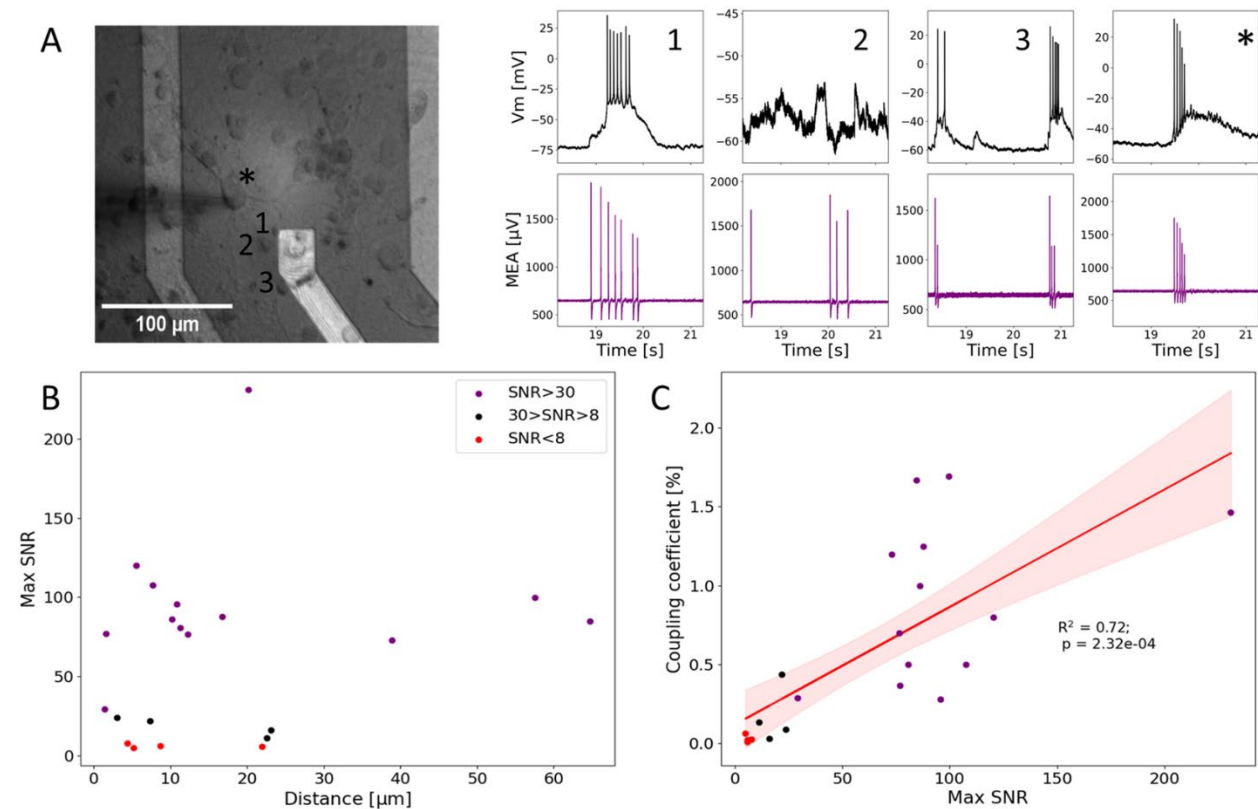 A
*
1
2
3
100 µm
1
2
3
*
Vm [mV]
25
0
−25
−50
−75
−45
−50
−55
−60
20
0
−20
−40
−60
20
0
−20
−40
−60
MEA [µV]
1500
1000
500
2000
1500
1000
500
2000
1500
1000
500
2000
1500
1000
500
19 20 21
19 20 21
19 20 21
19 20 21
Time [s]
Time [s]
Time [s]
Time [s]
B
SNR>30
30>SNR>8
SNR<8
Max SNR
200
150
100
50
0
0 10 20 30 40 50 60
Distance [µm]
C
Coupling coefficient [%]
2.0
1.5
1.0
0.5
0.0
R² = 0.72;
p = 2.32e-04
0 50 100 150 200
Max SNR